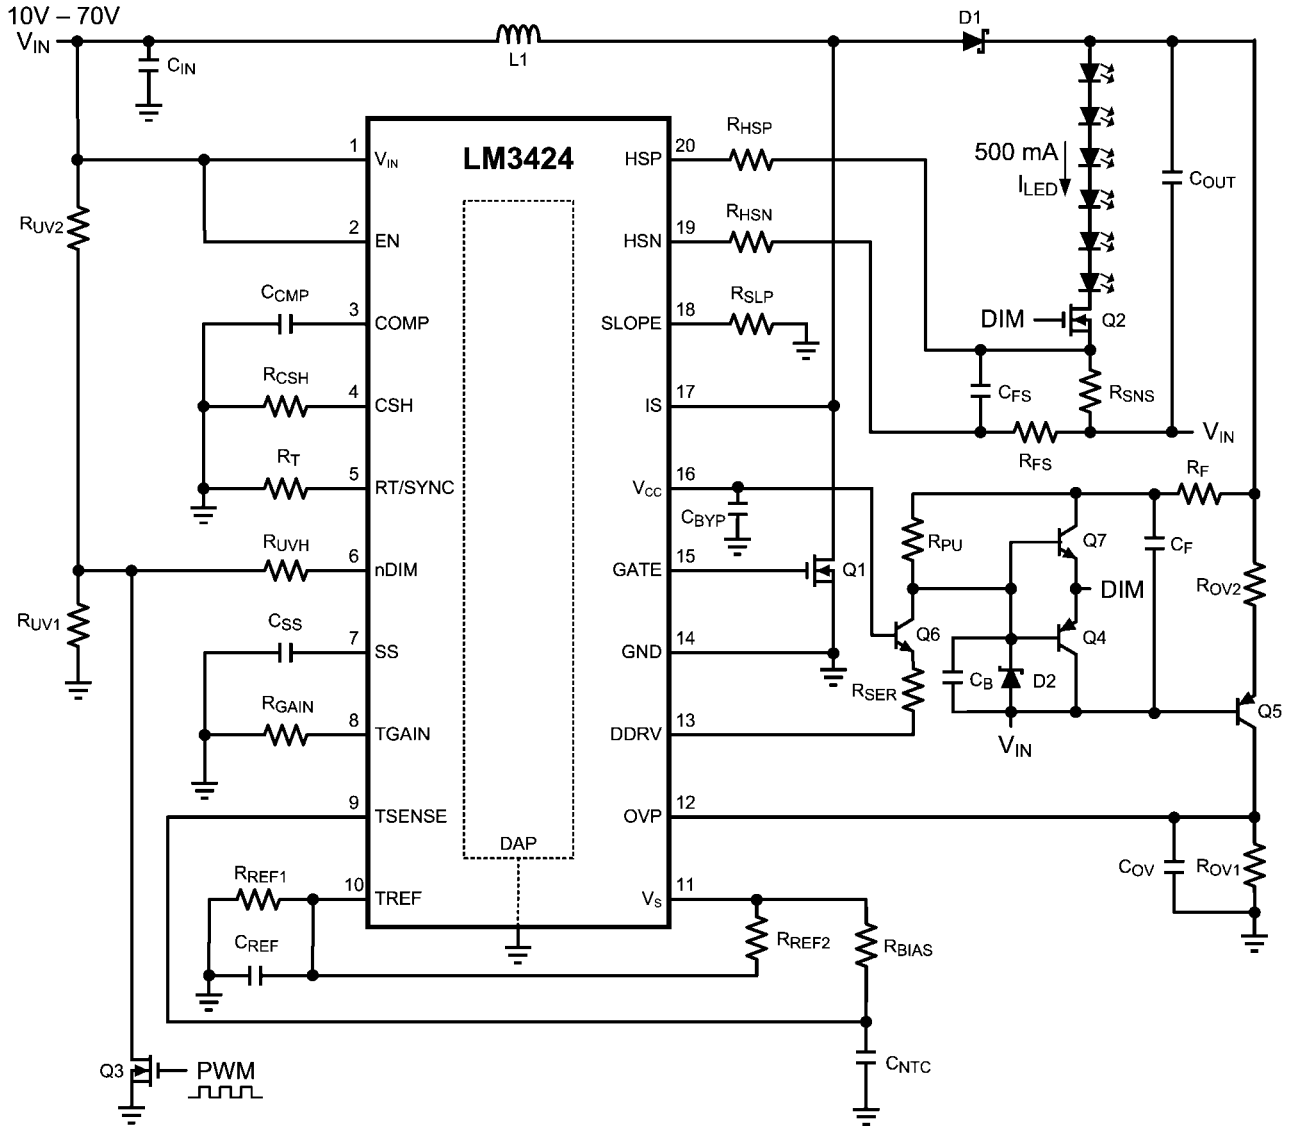 10V – 70V
VIN
CIN
L1
D1
LM3424
1
VIN
2
EN
3
COMP
4
CSH
5
RT/SYNC
6
nDIM
7
SS
8
TGAIN
9
TSENSE
10
TREF
20
HSP
19
HSN
18
SLOPE
17
IS
16
VCC
15
GATE
14
GND
13
DDRV
12
OVP
11
VS
DAP
RUV2
CCMP
RCSH
RT
RUVH
RUV1
CSS
RGAIN
RREF1
CREF
Q3
PWM
RHSP
RHSN
RSLP
500 mA
ILED
COUT
DIM
Q2
CFS
RSNS
RFS
VIN
CBYP
Q1
RPU
Q7
RF
CF
DIM
ROV2
Q6
Q4
RSER
CB
D2
VIN
Q5
COV
ROV1
RREF2
RBIAS
CNTC